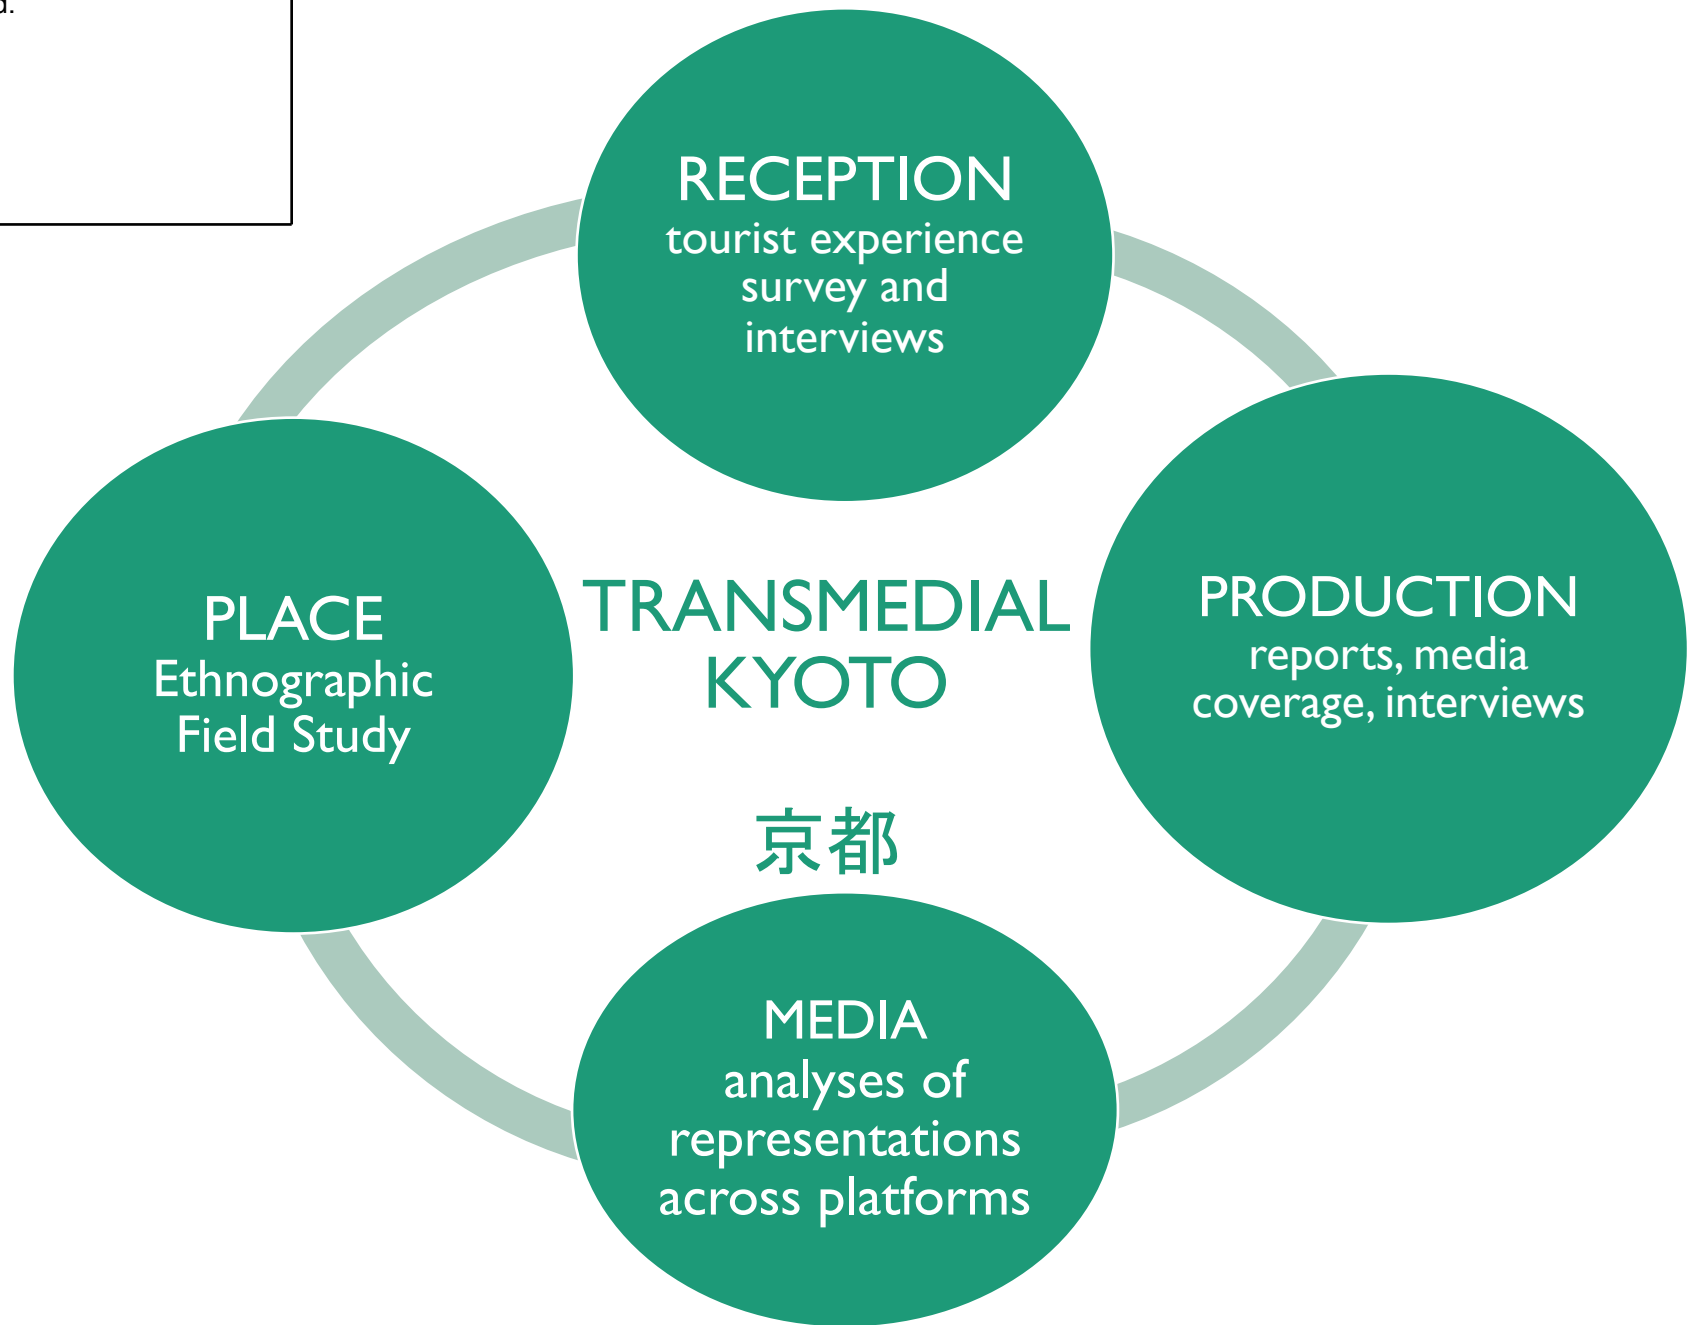 d.
RECEPTION
tourist experience
survey and
interviews
PLACE
Ethnographic
Field Study
TRANSMEDIAL
KYOTO
京都
PRODUCTION
reports, media
coverage, interviews
MEDIA
analyses of
representations
across platforms